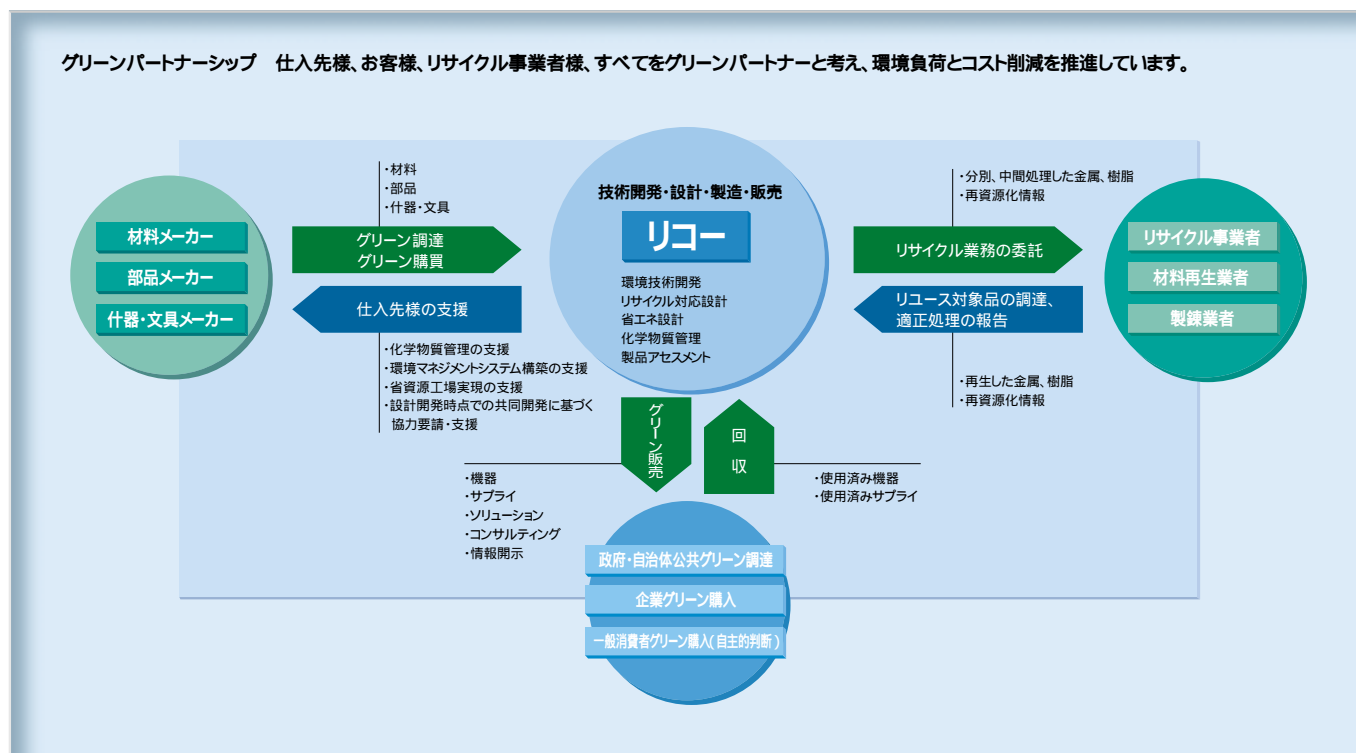 グリーンパートナーシップ　仕入先様、お客様、リサイクル事業者様、すべてをグリーンパートナーと考え、環境負荷とコスト削減を推進しています。
材料メーカー
部品メーカー
什器・文具メーカー
・材料
・部品
・什器・文具
グリーン調達
グリーン購買
仕入先様の支援
・化学物質管理の支援
・環境マネジメントシステム構築の支援
・省資源工場実現の支援
・設計開発時点での共同開発に基づく
協力要請・支援
技術開発・設計・製造・販売
リコー
環境技術開発
リサイクル対応設計
省エネ設計
化学物質管理
製品アセスメント
・分別、中間処理した金属、樹脂
・再資源化情報
リサイクル業務の委託
リユース対象品の調達、
適正処理の報告
・再生した金属、樹脂
・再資源化情報
リサイクル事業者
材料再生業者
製錬業者
グリーン販売
回収
・機器
・サプライ
・ソリューション
・コンサルティング
・情報開示
・使用済み機器
・使用済みサプライ
政府・自治体公共グリーン調達
企業グリーン購入
一般消費者グリーン購入(自主的判断)